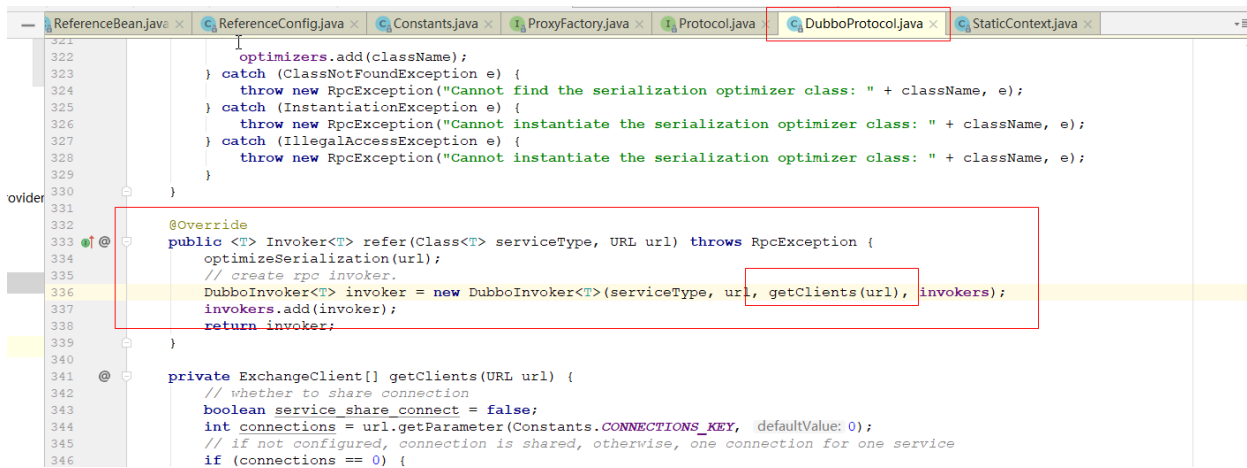 ReferenceBean.java ReferenceConfig.java Constants.java ProxyFactory.java Protocol.java DubboProtocol.java StaticContext.java
321
322 optimizers.add(className);
323 } catch (ClassNotFoundException e) {
324 throw new RpcException("Cannot find the serialization optimizer class: " + className, e);
325 } catch (InstantiationException e) {
326 throw new RpcException("Cannot instantiate the serialization optimizer class: " + className, e);
327 } catch (IllegalAccessException e) {
328 throw new RpcException("Cannot instantiate the serialization optimizer class: " + className, e);
329 }
330 }
rovider
331
332 @Override
333 @ public <T> Invoker<T> refer(Class<T> serviceType, URL url) throws RpcException {
334 optimizeSerialization(url);
335 // create rpc invoker.
336 DubboInvoker<T> invoker = new DubboInvoker<T>(serviceType, url, getClients(url), invokers);
337 invokers.add(invoker);
338 return invoker;
339 }
340
341 @ private ExchangeClient[] getClients(URL url) {
342 // whether to share connection
343 boolean service_share_connect = false;
344 int connections = url.getParameter(Constants.CONNECTIONS_KEY, defaultValue: 0);
345 // if not configured, connection is shared, otherwise, one connection for one service
346 if (connections == 0) {